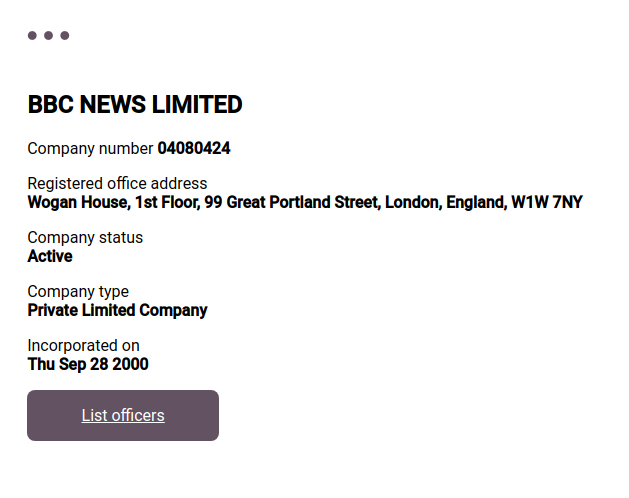 BBC NEWS LIMITED
Company number 04080424
Registered office address
Wogan House, 1st Floor, 99 Great Portland Street, London, England, W1W 7NY
Company status
Active
Company type
Private Limited Company
Incorporated on
Thu Sep 28 2000
List officers